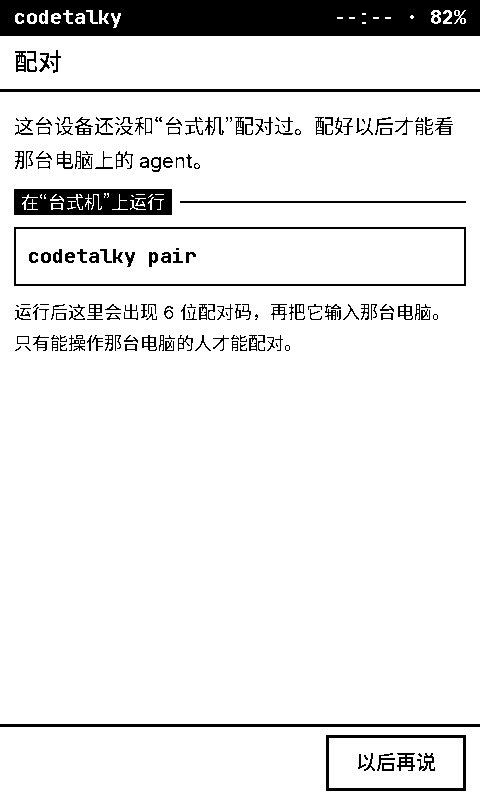 codetalky
--:-- · 82%
配对
这台设备还没和“台式机”配对过。配好以后才能看
那台电脑上的 agent。
在“台式机”上运行
codetalky pair
运行后这里会出现 6 位配对码，再把它输入那台电脑。
只有能操作那台电脑的人才能配对。
以后再说